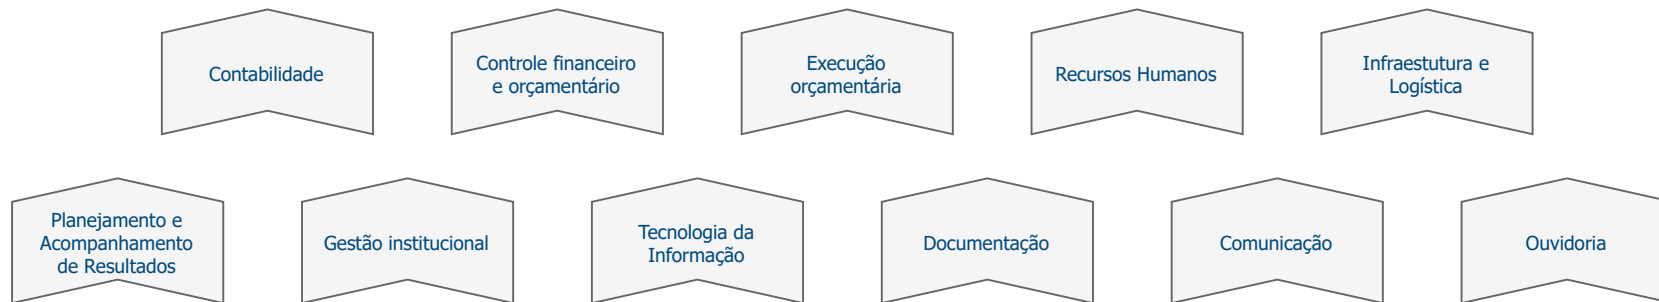 Contabilidade
Controle financeiro
e orçamentário
Execução
orçamentária
Recursos Humanos
Infraestutura e
Logística
Planejamento e
Acompanhamento
de Resultados
Gestão institucional
Tecnologia da
Informação
Documentação
Comunicação
Ouvidoria